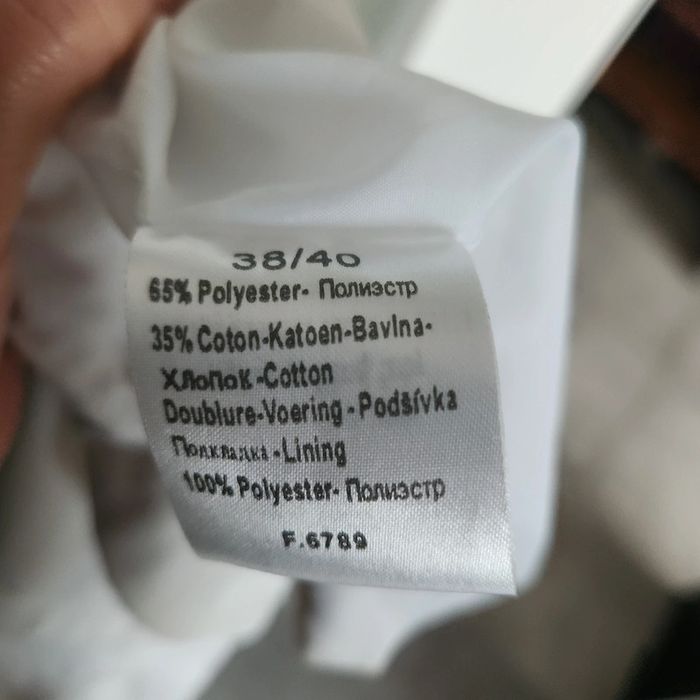 38/40
65% Polyester- Полиэстр
35% Coton-Katoen-Bavlna-
Хлопок-Cotton
Doublure-Voering-Podšívka
Подкладка-Lining
100% Polyester- Полиэстр
F.6789